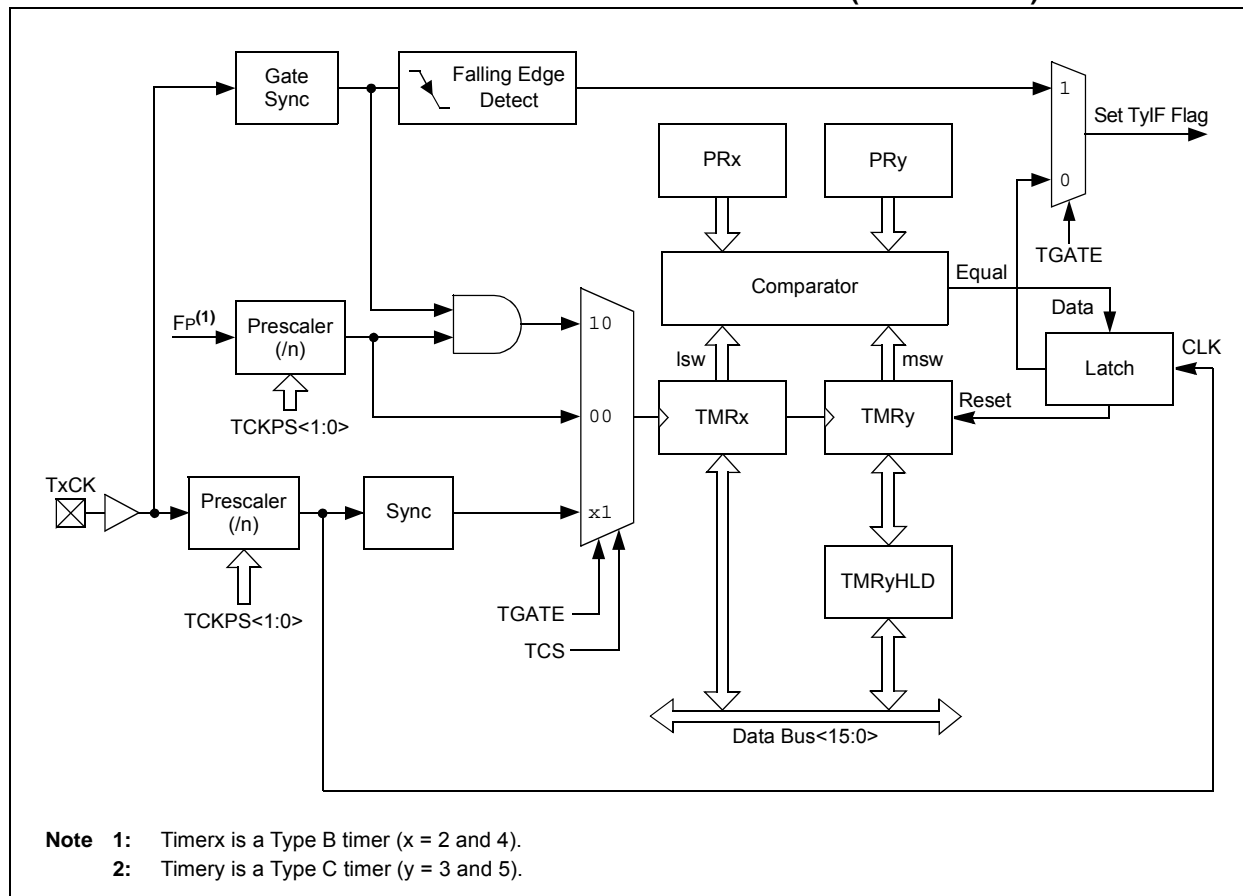 Gate
Sync
Falling Edge
Detect
1
Set TyIF Flag
0
TGATE
PRx
PRy
Comparator
Equal
Data
Latch
CLK
Reset
FP(1)
Prescaler
(/n)
TCKPS<1:0>
10
00
x1
lsw
msw
TMRx
TMRy
TxCK
Prescaler
(/n)
Sync
TCKPS<1:0>
TGATE
TCS
TMRyHLD
Data Bus<15:0>
Note 1: Timerx is a Type B timer (x = 2 and 4).
2: Timery is a Type C timer (y = 3 and 5).